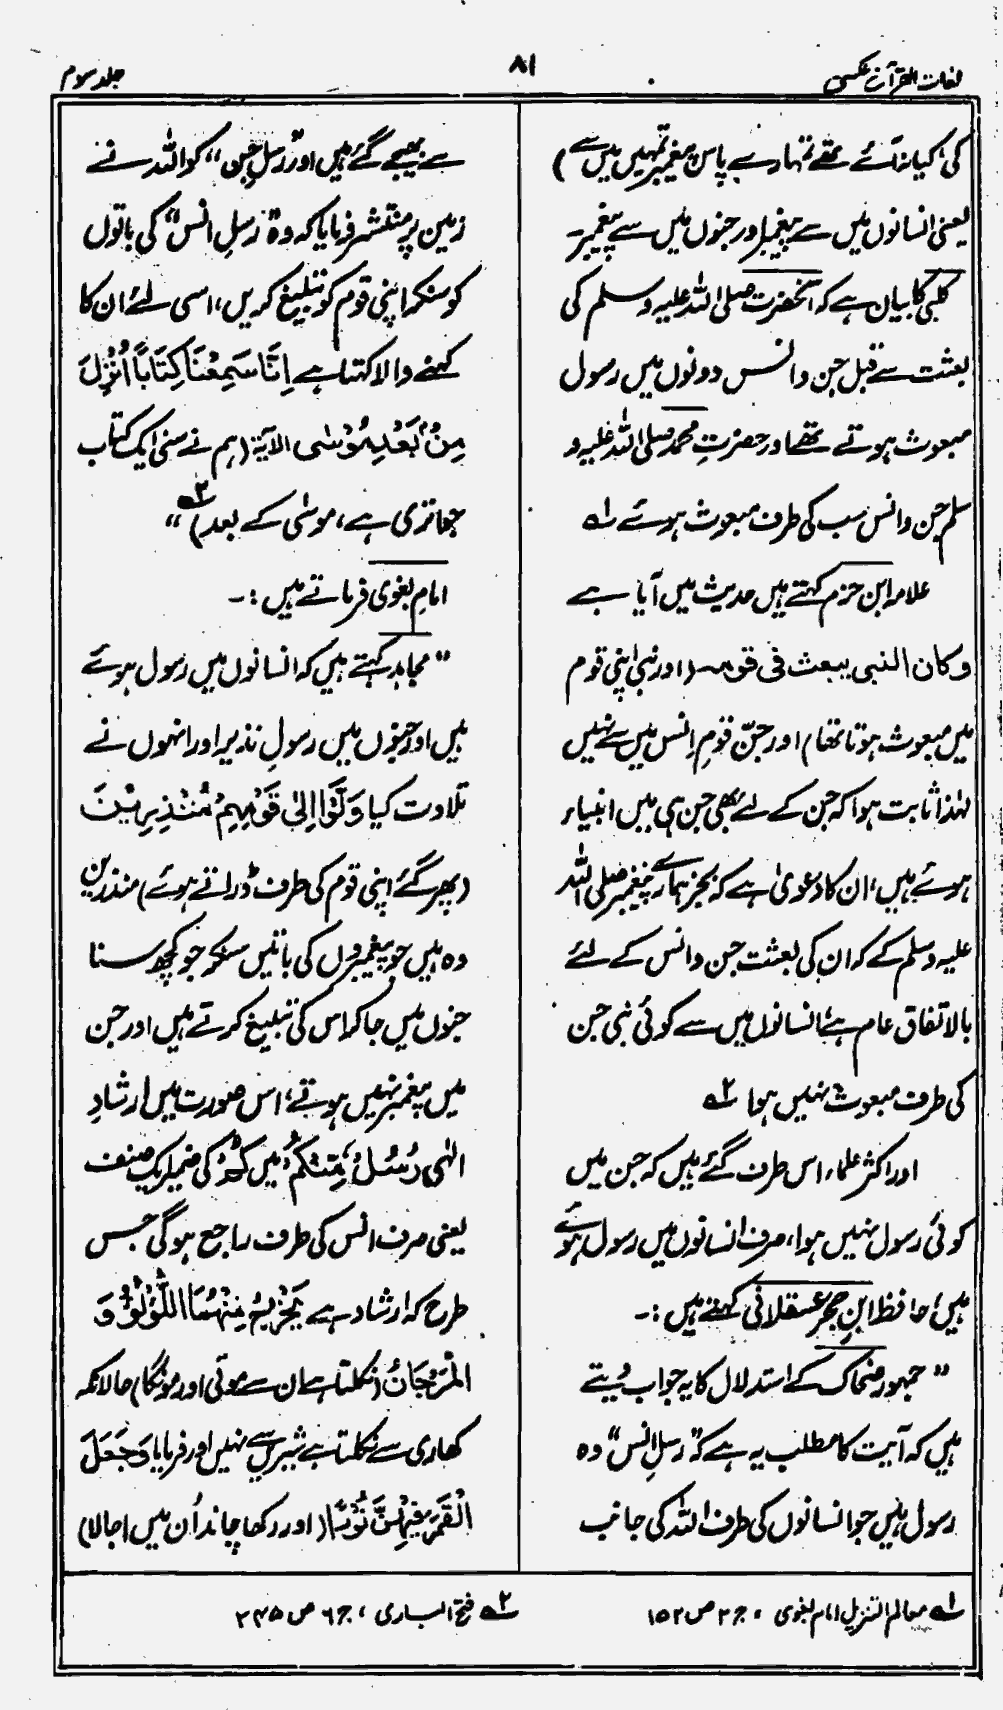 لغات القرآن عکسی
۸۱
جلد سوم
کی، کیا نہ آئے تھے تمہارے پاس پیغمبر تمہیں میں سے)
یعنی انسانوں میں سے پیغمبر اور جنوں میں سے پیغمبر۔
کلبی کا بیان ہے کہ آنحضرت صلی اللہ علیہ وسلم کی
بعثت سے قبل جن وانس دونوں میں رسول
مبعوث ہوتے تھے اور حضرتِ محمد صلی اللہ علیہ و
سلم جن وانس سب کی طرف مبعوث ہوئے ۱؎
علامہ ابن حزم کہتے ہیں حدیث میں آیا ہے
وکان النبی یبعث فی قومہ (اور نبی اپنی قوم
میں مبعوث ہوتا تھا) اور جنّ قومِ اِنس میں سے نہیں
لہٰذا ثابت ہوا کہ جن کے لئے بھی جن ہی میں انبیاء
ہوئے ہیں، ان کا دعویٰ ہے کہ بجز ہمارے پیغمبر صلی اللہ
علیہ وسلم کے کہ ان کی بعثت جن وانس کے لئے
بالاتفاق عام ہے انسانوں میں سے کوئی نبی جن
کی طرف مبعوث نہیں ہوا ۲؎
اور اکثر علماء اس طرف گئے ہیں کہ جن میں
کوئی رسول نہیں ہوا، صرف انسانوں میں رسول ہوئے
ہیں، حافظ ابنِ حجر عسقلانی کہتے ہیں :۔
” جمہور ضحاک کے استدلال کا یہ جواب دیتے
ہیں کہ آیت کا مطلب یہ ہے کہ ”رسلِ انس“ وہ
رسول ہیں جو انسانوں کی طرف اللہ کی جانب
سے بھیجے گئے ہیں اور ”رسلِ جن“ کو اللہ نے
زمین پر منتشر فرمایا کہ وہ ”رسلِ انس“ کی باتوں
کو سنکر اپنی قوم کو تبلیغ کریں، اسی لئے ان کا
کہنے والا کہتا ہے اِنَّا سَمِعْنَا کِتَاباً اُنْزِلَ
مِنْ بَعْدِ مُوْسٰی الآیۃ (ہم نے سنی ایک کتاب
جو اتری ہے، موسٰی کے بعد) “ ۳؎
امامِ بغوی فرماتے ہیں :۔
” مجاہد کہتے ہیں کہ انسانوں میں رسول ہوئے
ہیں اور جنوں میں رسولِ نذیر اور انہوں نے
تلاوت کیا وَلَّوْا اِلٰی قَوْمِهِمْ مُنْذِرِیْنَ
(پھر گئے اپنی قوم کی طرف ڈراتے ہوئے) منذرین
وہ ہیں جو پیغمبروں کی باتیں سنکر جو کچھ سنا
جنوں میں جا کر اس کی تبلیغ کرتے ہیں اور جن
میں پیغمبر نہیں ہوتے، اس صورت میں ارشادِ
الٰہی رُسُلٌ مِّنْکُمْ میں کُمْ کی ضمیر ایک صنف
یعنی صرف انس کی طرف راجع ہوگی جس
طرح کہ ارشاد ہے یَخْرُجُ مِنْهُمَا اللُّؤْلُؤُ وَ
الْمَرْجَانُ (نکلتا ہے ان سے موتی اور مونگا) حالانکہ
کھاری سے نکلتا ہے شیریں سے نہیں اور فرمایا وَجَعَلَ
الْقَمَرَ فِیْهِنَّ نُوْرًا (اور رکھا چاند اُن میں اجالا)
۱؎ معالم التنزیل امام بغوی ، ج ۲ ص ۱۵۲
۲؎ فتح الباری ، ج ۶ ص ۲۴۵